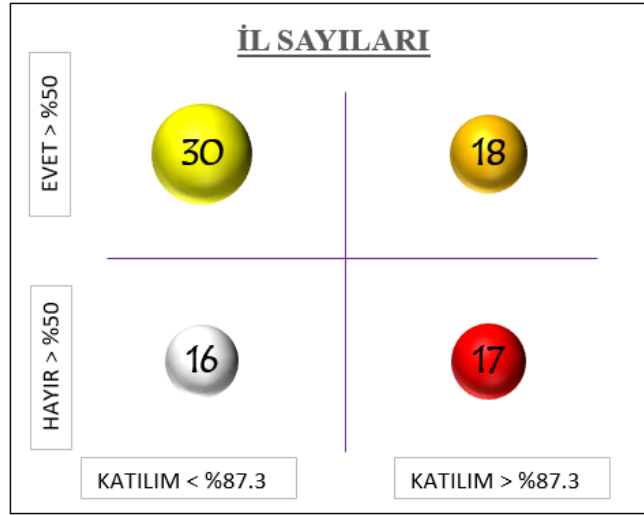 İL SAYILARI
EVET > %50
30
18
HAYIR > %50
16
17
KATILIM < %87.3
KATILIM > %87.3